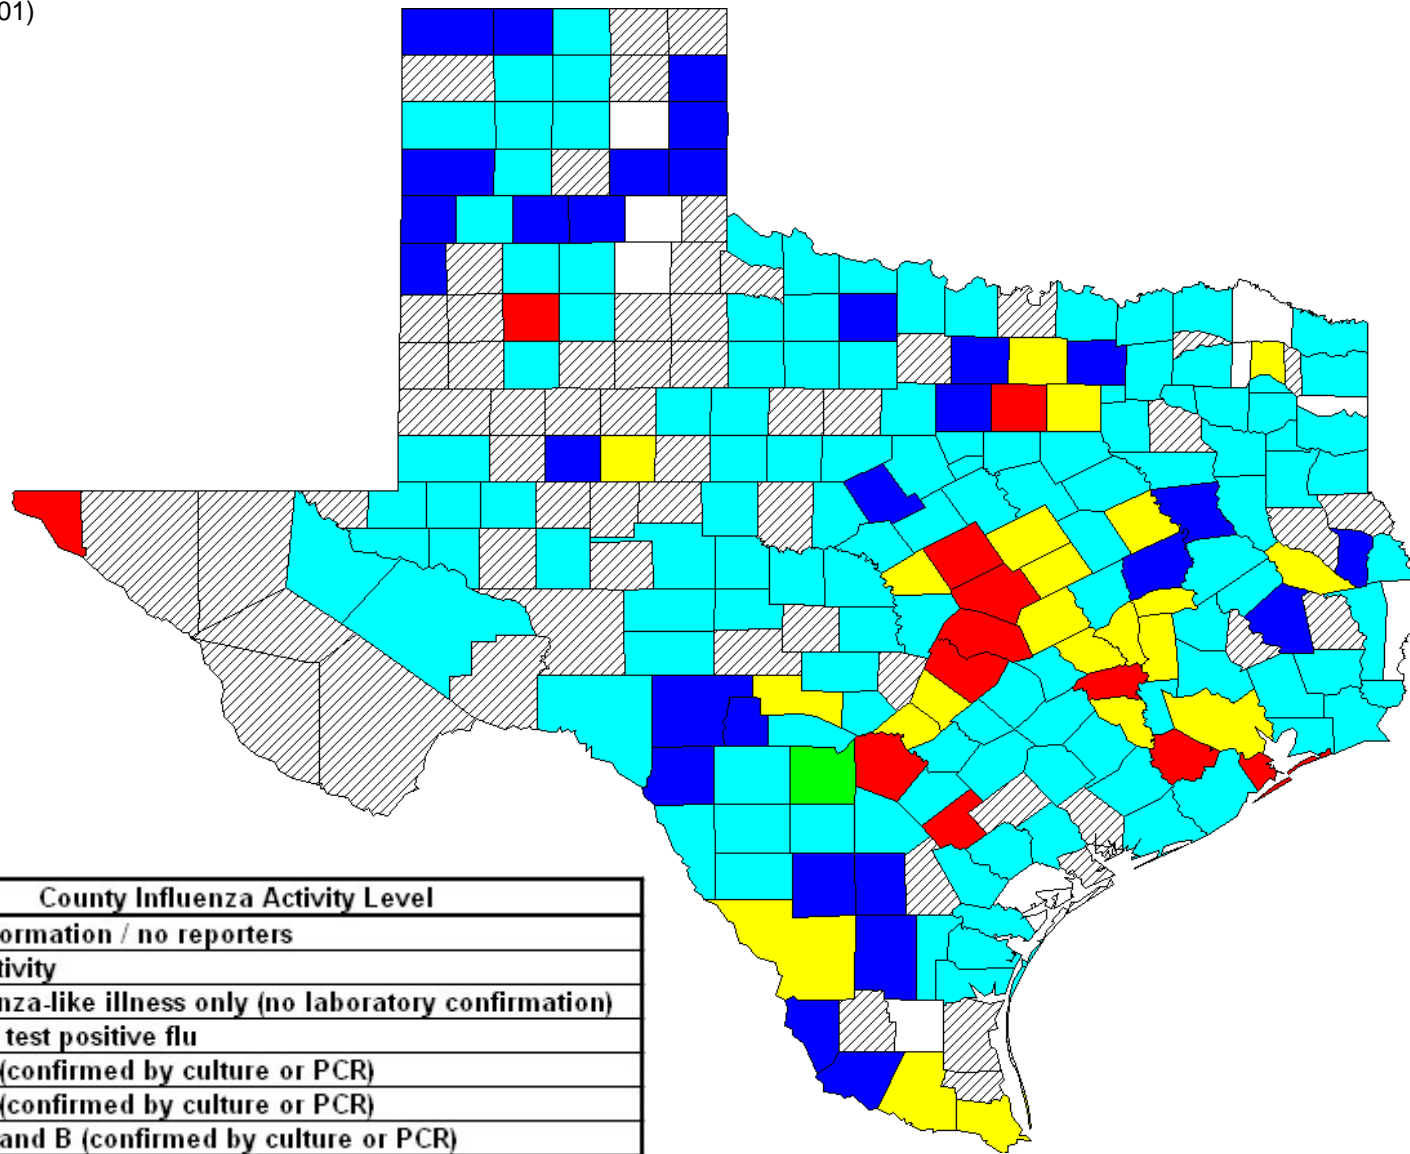 01)
County Influenza Activity Level
ormation / no reporters
tivity
nza-like illness only (no laboratory confirmation)
test positive flu
(confirmed by culture or PCR)
(confirmed by culture or PCR)
and B (confirmed by culture or PCR)